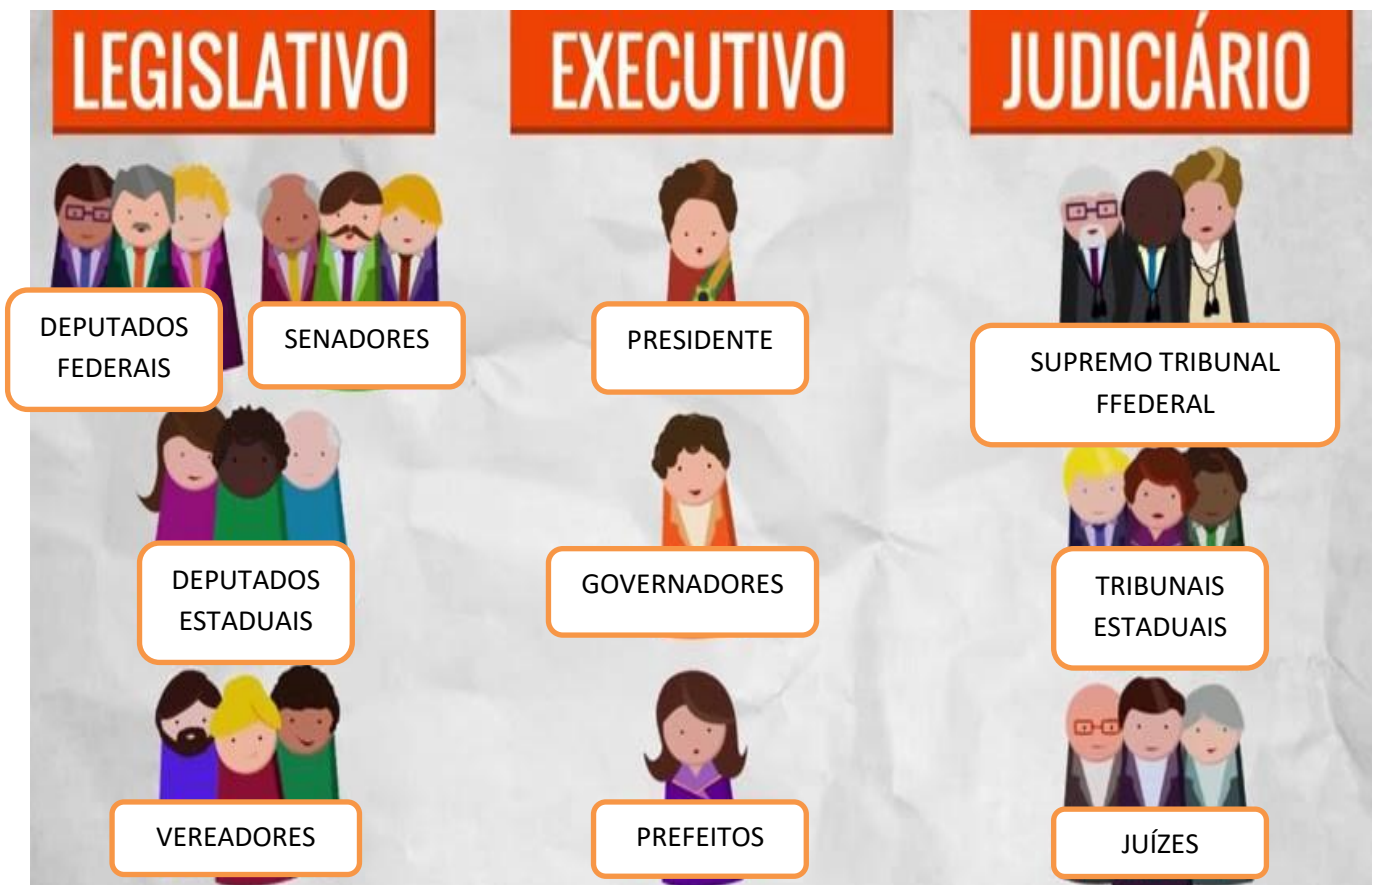 LEGISLATIVO
EXECUTIVO
JUDICIÁRIO
DEPUTADOS
FEDERAIS
SENADORES
PRESIDENTE
SUPREMO TRIBUNAL
FFEDERAL
DEPUTADOS
ESTADUAIS
GOVERNADORES
TRIBUNAIS
ESTADUAIS
VEREADORES
PREFEITOS
JUÍZES